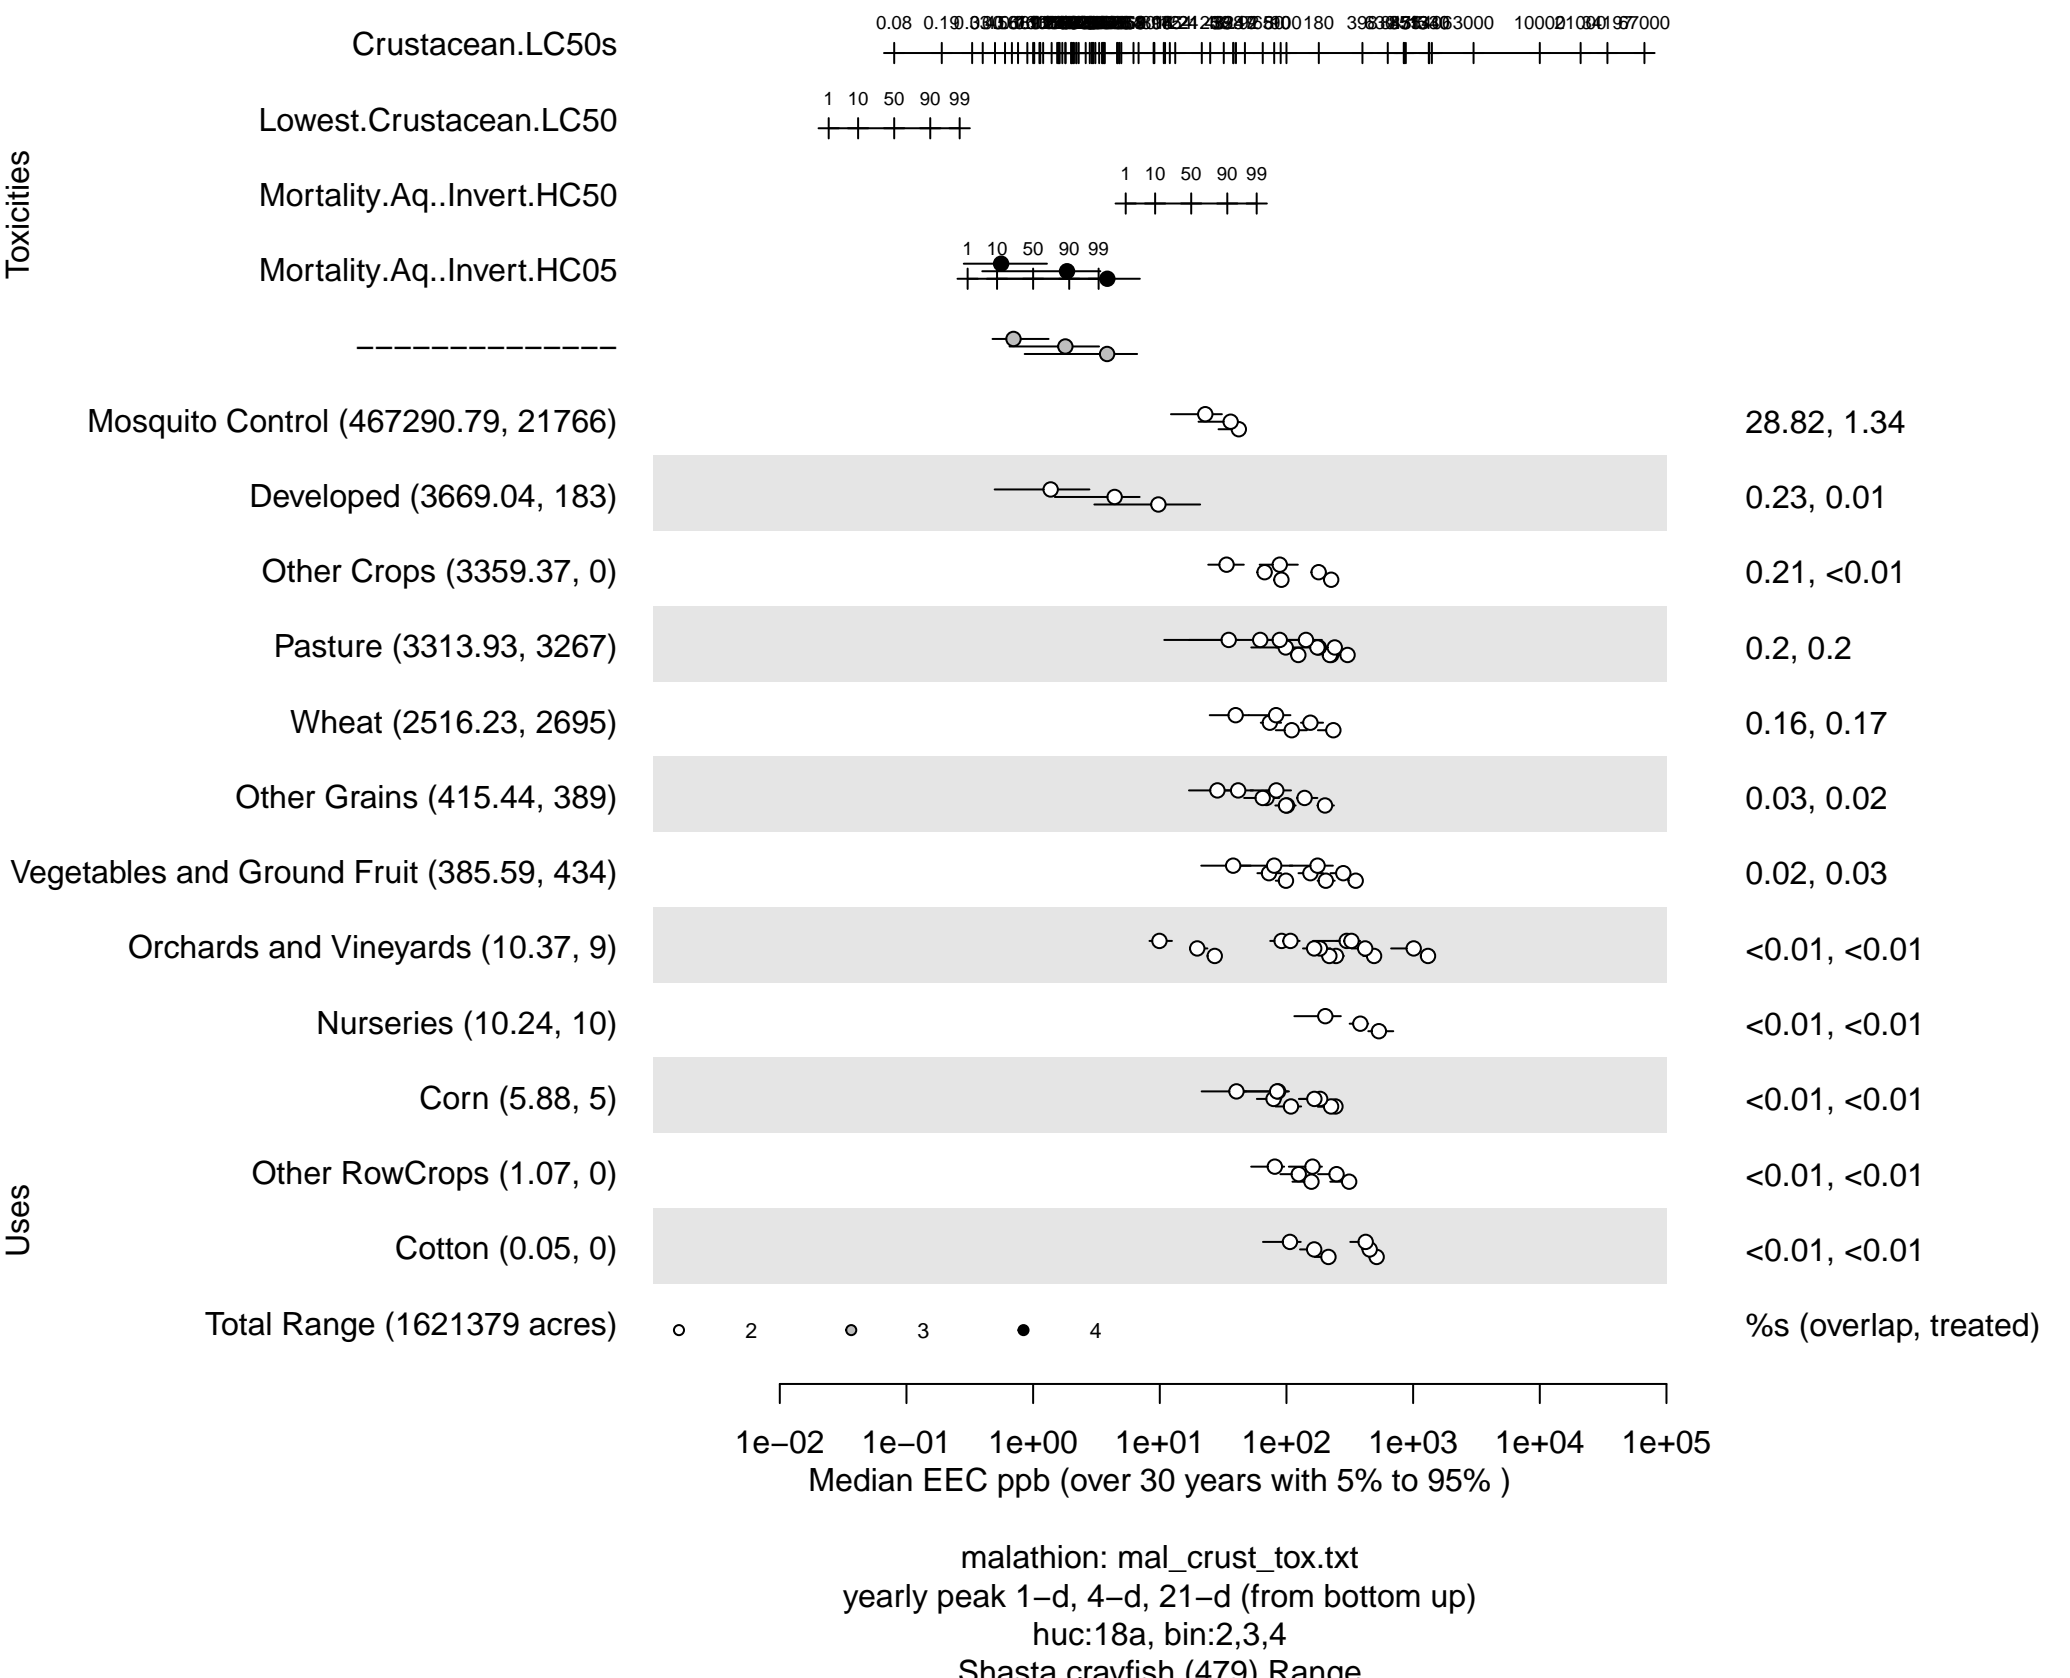 Crustacean.LC50s
0.08 0.19 180 10000 21000 67000
Lowest.Crustacean.LC50
1 10 50 90 99
Mortality.Aq..Invert.HC50
1 10 50 90 99
Mortality.Aq..Invert.HC05
1 10 50 90 99
Toxicities
−−−−−−−−−−−−−−
Mosquito Control (467290.79, 21766) 28.82, 1.34
Developed (3669.04, 183) 0.23, 0.01
Other Crops (3359.37, 0) 0.21, <0.01
Pasture (3313.93, 3267) 0.2, 0.2
Wheat (2516.23, 2695) 0.16, 0.17
Other Grains (415.44, 389) 0.03, 0.02
Vegetables and Ground Fruit (385.59, 434) 0.02, 0.03
Orchards and Vineyards (10.37, 9) <0.01, <0.01
Nurseries (10.24, 10) <0.01, <0.01
Corn (5.88, 5) <0.01, <0.01
Other RowCrops (1.07, 0) <0.01, <0.01
Cotton (0.05, 0) <0.01, <0.01
Uses
Total Range (1621379 acres) 2 3 4 %s (overlap, treated)
1e−02 1e−01 1e+00 1e+01 1e+02 1e+03 1e+04 1e+05
Median EEC ppb (over 30 years with 5% to 95% )
malathion: mal_crust_tox.txt
yearly peak 1−d, 4−d, 21−d (from bottom up)
huc:18a, bin:2,3,4
Shasta crayfish (479) Range